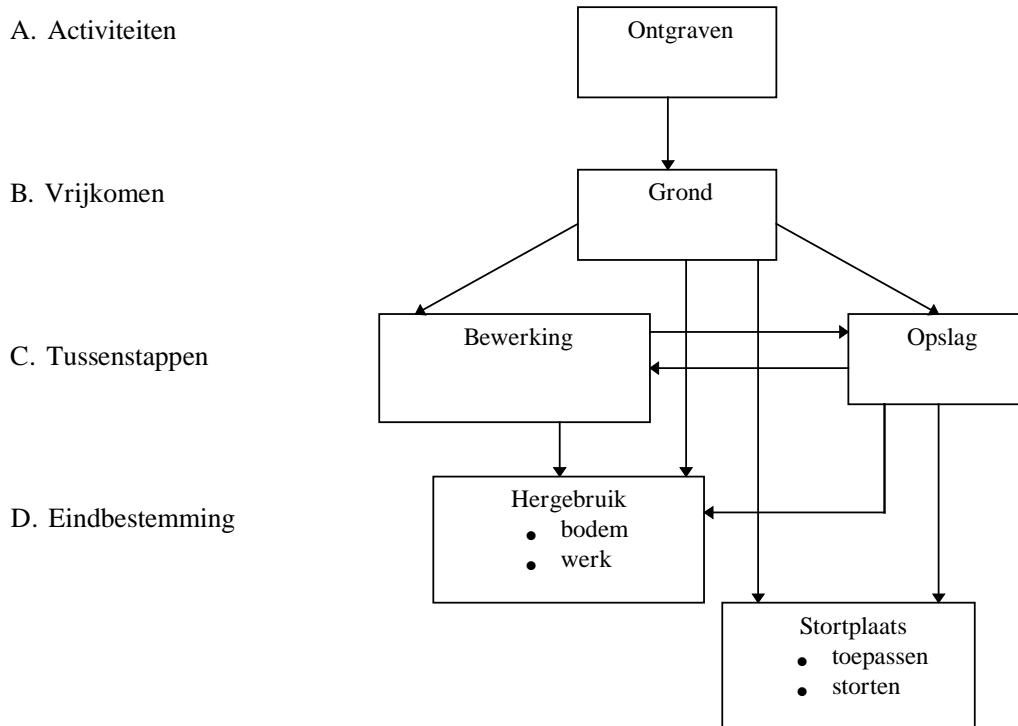 A. Activiteiten
Ontgraven
B. Vrijkomen
Grond
Bewerking
Opslag
C. Tussenstappen
D. Eindbestemming
Hergebruik
• bodem
• werk
Stortplaats
• toepassen
• storten